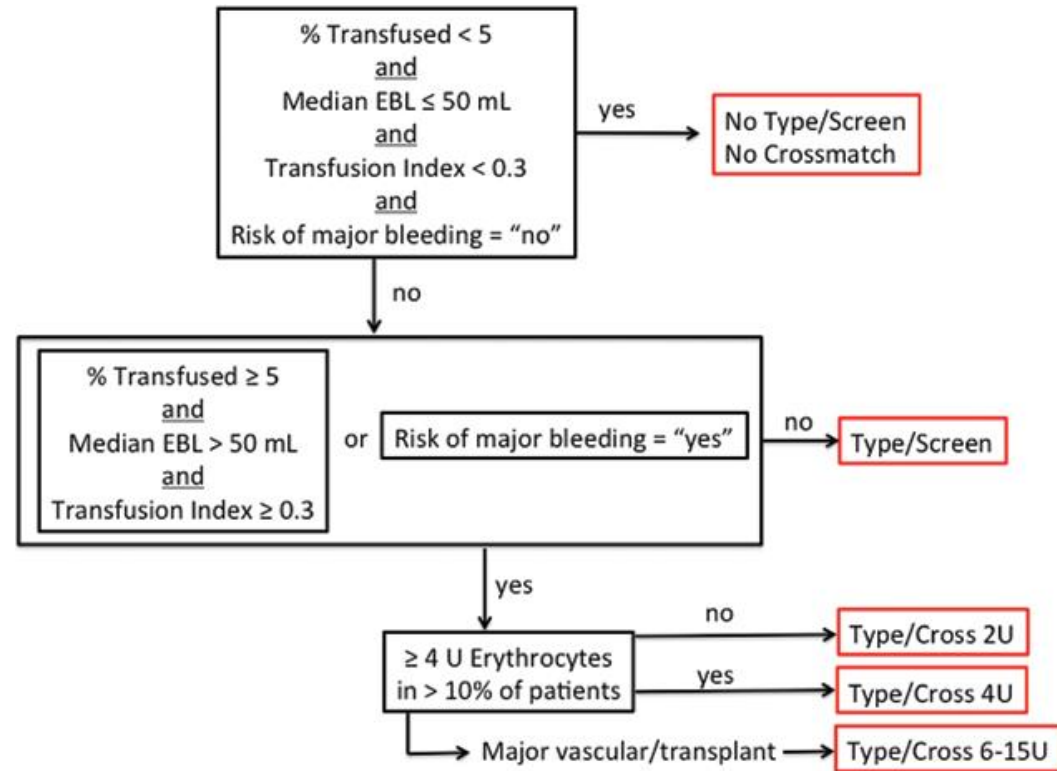 % Transfused < 5
and
Median EBL ≤ 50 mL
and
Transfusion Index < 0.3
and
Risk of major bleeding = “no”
yes
No Type/Screen
No Crossmatch
no
% Transfused ≥ 5
and
Median EBL > 50 mL
and
Transfusion Index ≥ 0.3
or
Risk of major bleeding = “yes”
no
Type/Screen
yes
≥ 4 U Erythrocytes
in > 10% of patients
no
Type/Cross 2U
yes
Type/Cross 4U
Major vascular/transplant
Type/Cross 6-15U